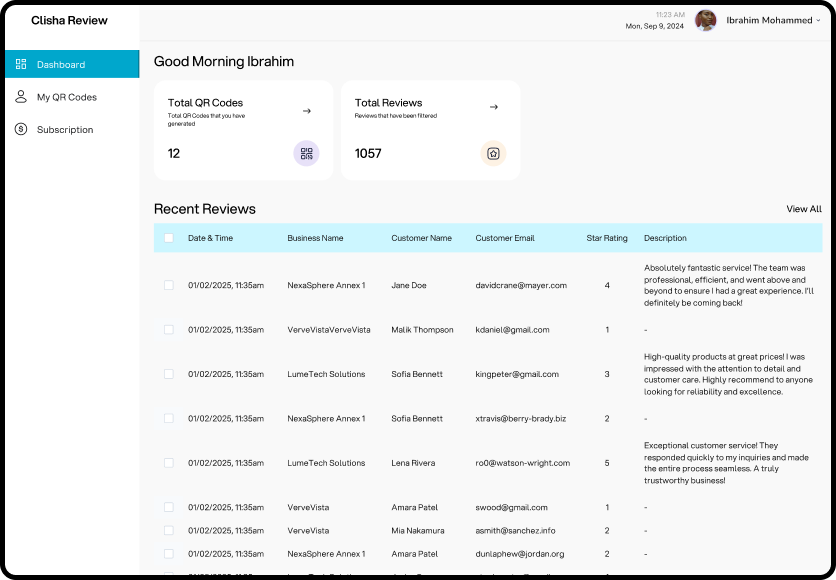 Clisha Review
11:23 AM
Mon, Sep 9, 2024
Ibrahim Mohammed
Dashboard
My QR Codes
Subscription
Good Morning Ibrahim
Total QR Codes
Total QR Codes that you have
generated
12
Total Reviews
Reviews that have been filtered
1057
Recent Reviews
View All
Date & Time Business Name Customer Name Customer Email Star Rating Description
01/02/2025, 11:35am NexaSphere Annex 1 Jane Doe davidcrane@mayer.com 4
Absolutely fantastic service! The team was
professional, efficient, and went above and
beyond to ensure I had a great experience. I'll
definitely be coming back!
01/02/2025, 11:35am VerveVistaVerveVista Malik Thompson kdaniel@gmail.com 1 -
01/02/2025, 11:35am LumeTech Solutions Sofia Bennett kingpeter@gmail.com 3
High-quality products at great prices! I was
impressed with the attention to detail and
customer care. Highly recommend to anyone
looking for reliability and excellence.
01/02/2025, 11:35am NexaSphere Annex 1 Sofia Bennett xtravis@berry-brady.biz 2 -
01/02/2025, 11:35am LumeTech Solutions Lena Rivera ro0@watson-wright.com 5
Exceptional customer service! They
responded quickly to my inquiries and made
the entire process seamless. A truly
trustworthy business!
01/02/2025, 11:35am VerveVista Amara Patel swood@gmail.com 1 -
01/02/2025, 11:35am VerveVista Mia Nakamura asmith@sanchez.info 2 -
01/02/2025, 11:35am NexaSphere Annex 1 Amara Patel dunlaphew@jordan.org 2 -